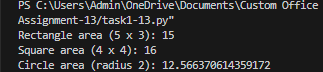 PS C:\Users\Admin\OneDrive\Documents\Custom Office
Assignment-13/task1-13.py"
Rectangle area (5 x 3): 15
Square area (4 x 4): 16
Circle area (radius 2): 12.566370614359172